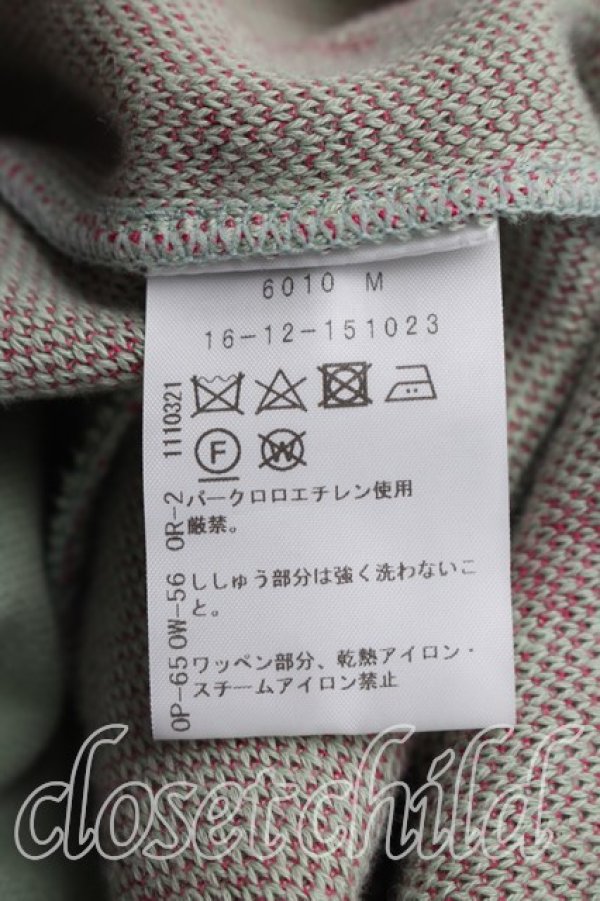 6010 M
16-12-151023
F
W
パークロロエチレン使用
厳禁。
ししゅう部分は強く洗わないこ
と。
ワッペン部分、乾熱アイロン・
スチームアイロン禁止
OP-65 OW-56 OR-2 1110321
closetchild